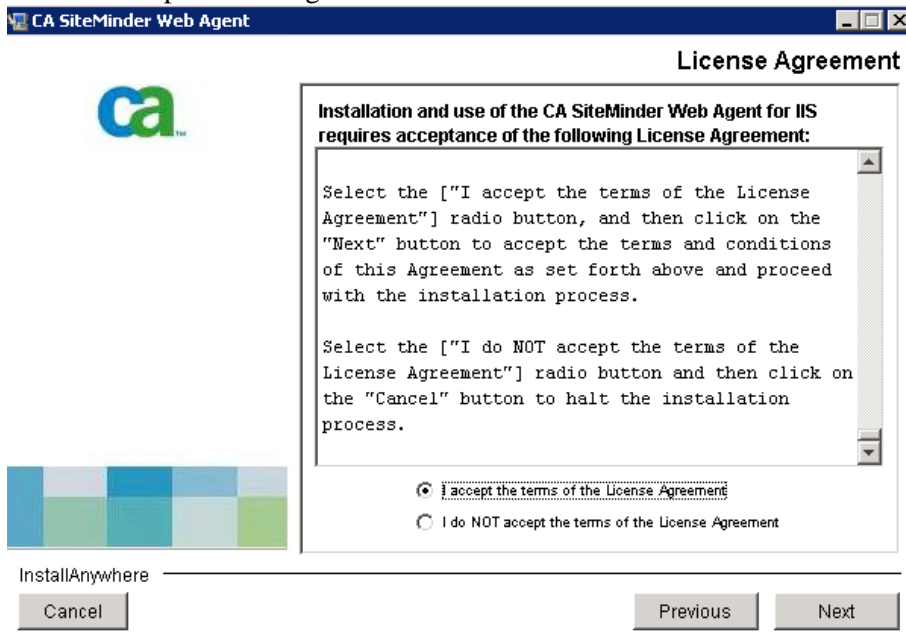 CA SiteMinder Web Agent
License Agreement
ca
Installation and use of the CA SiteMinder Web Agent for IIS
requires acceptance of the following License Agreement:
Select the ["I accept the terms of the License
Agreement"] radio button, and then click on the
"Next" button to accept the terms and conditions
of this Agreement as set forth above and proceed
with the installation process.
Select the ["I do NOT accept the terms of the
License Agreement"] radio button and then click on
the "Cancel" button to halt the installation
process.
I accept the terms of the License Agreement
I do NOT accept the terms of the License Agreement
InstallAnywhere
Cancel
Previous
Next